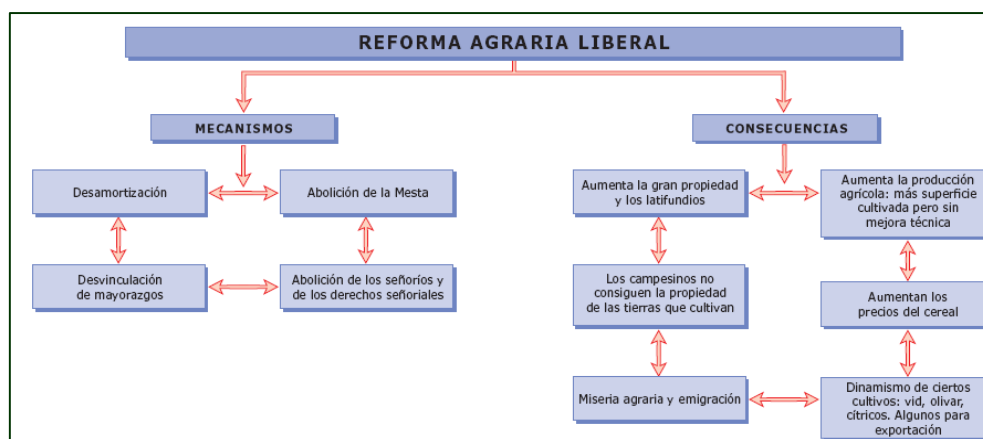 REFORMA AGRARIA LIBERAL
MECANISMOS
Desamortización
Abolición de la Mesta
Desvinculación
de mayorazgos
Abolición de los señoríos y
de los derechos señoriales
CONSECUENCIAS
Aumenta la gran propiedad
y los latifundios
Aumenta la producción
agrícola: más superficie
cultivada pero sin
mejora técnica
Los campesinos no
consiguen la propiedad
de las tierras que cultivan
Aumentan los
precios del cereal
Miseria agraria y emigración
Dinamismo de ciertos
cultivos: vid, olivar,
cítricos. Algunos para
exportación